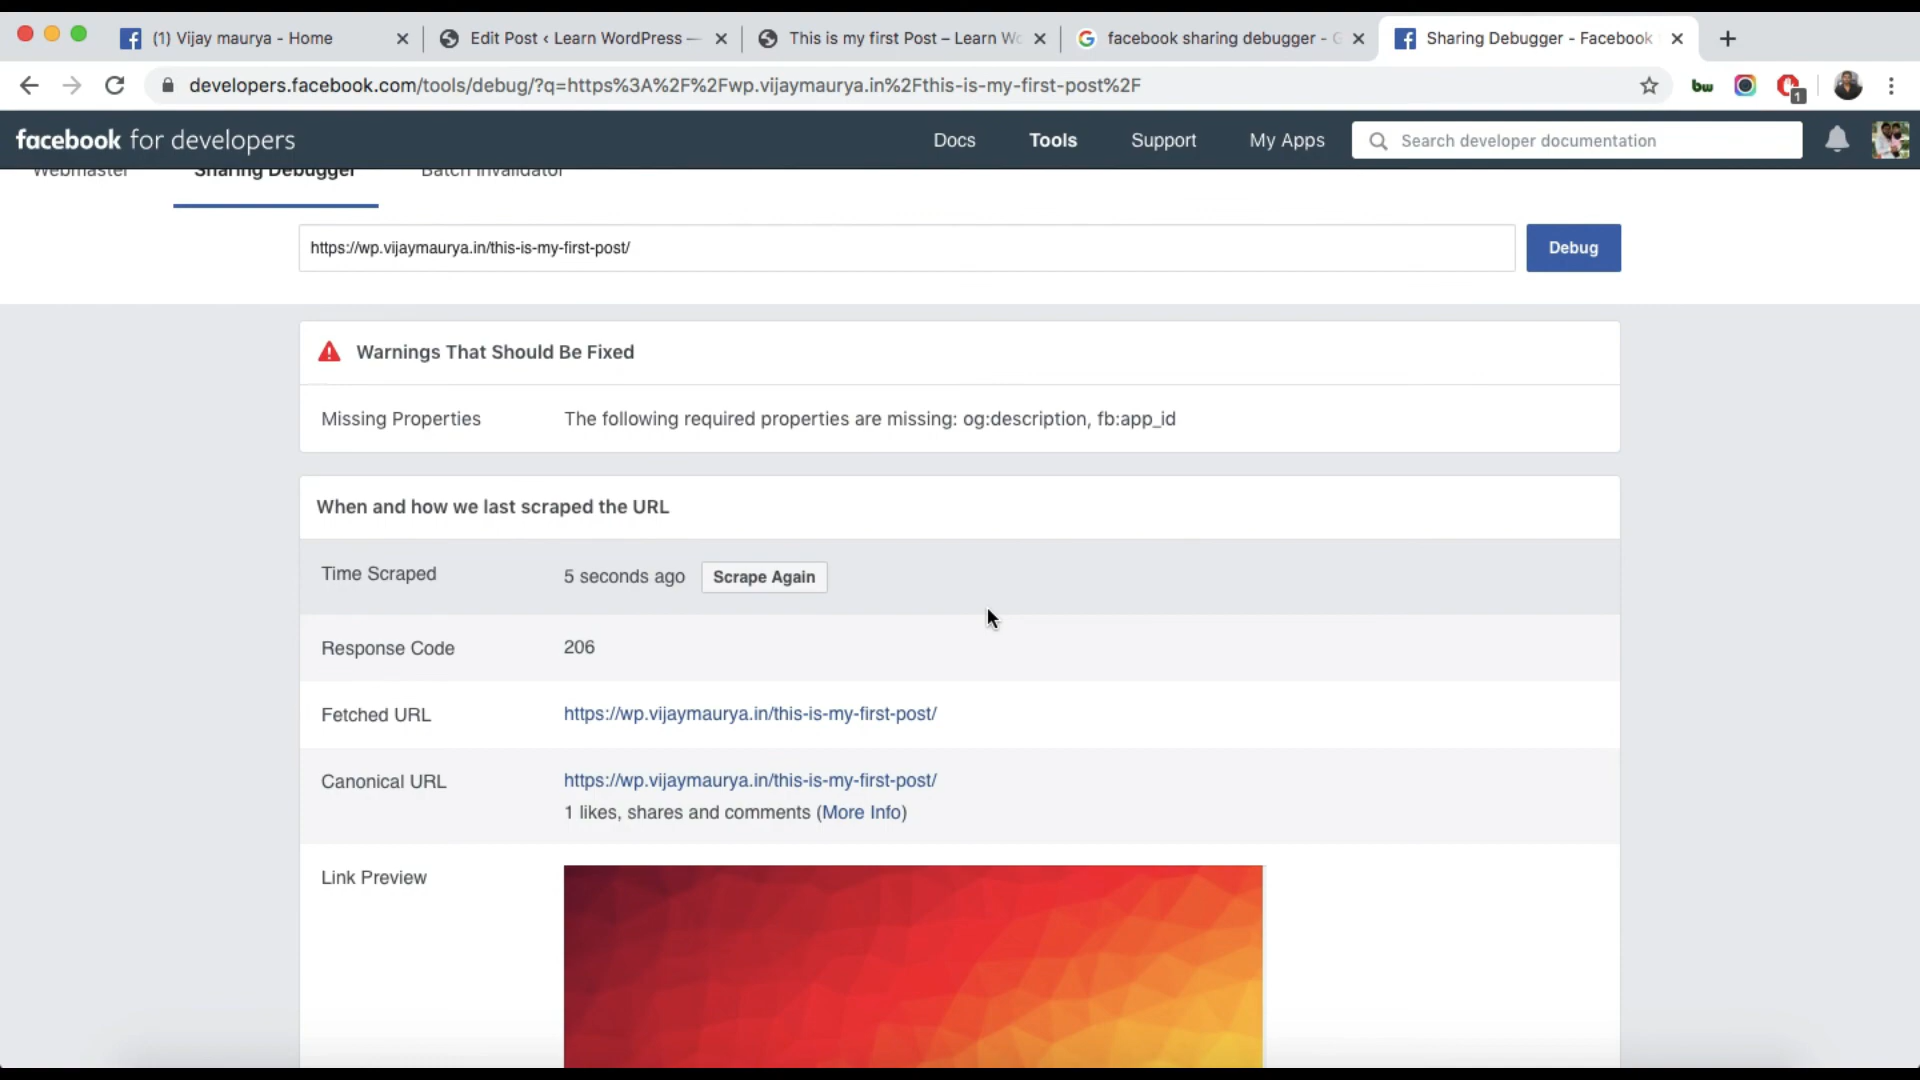 (1) Vijay maurya - Home
Edit Post ‹ Learn WordPress —
This is my first Post – Learn Wo
facebook sharing debugger - G
Sharing Debugger - Facebook
developers.facebook.com/tools/debug/?q=https%3A%2F%2Fwp.vijaymaurya.in%2Fthis-is-my-first-post%2F
bw
1
facebook for developers
Docs
Tools
Support
My Apps
Search developer documentation
Webmaster
Sharing Debugger
Batch Invalidator
https://wp.vijaymaurya.in/this-is-my-first-post/
Debug
Warnings That Should Be Fixed
Missing Properties
The following required properties are missing: og:description, fb:app_id
When and how we last scraped the URL
Time Scraped
5 seconds ago
Scrape Again
Response Code
206
Fetched URL
https://wp.vijaymaurya.in/this-is-my-first-post/
Canonical URL
https://wp.vijaymaurya.in/this-is-my-first-post/
1 likes, shares and comments (More Info)
Link Preview